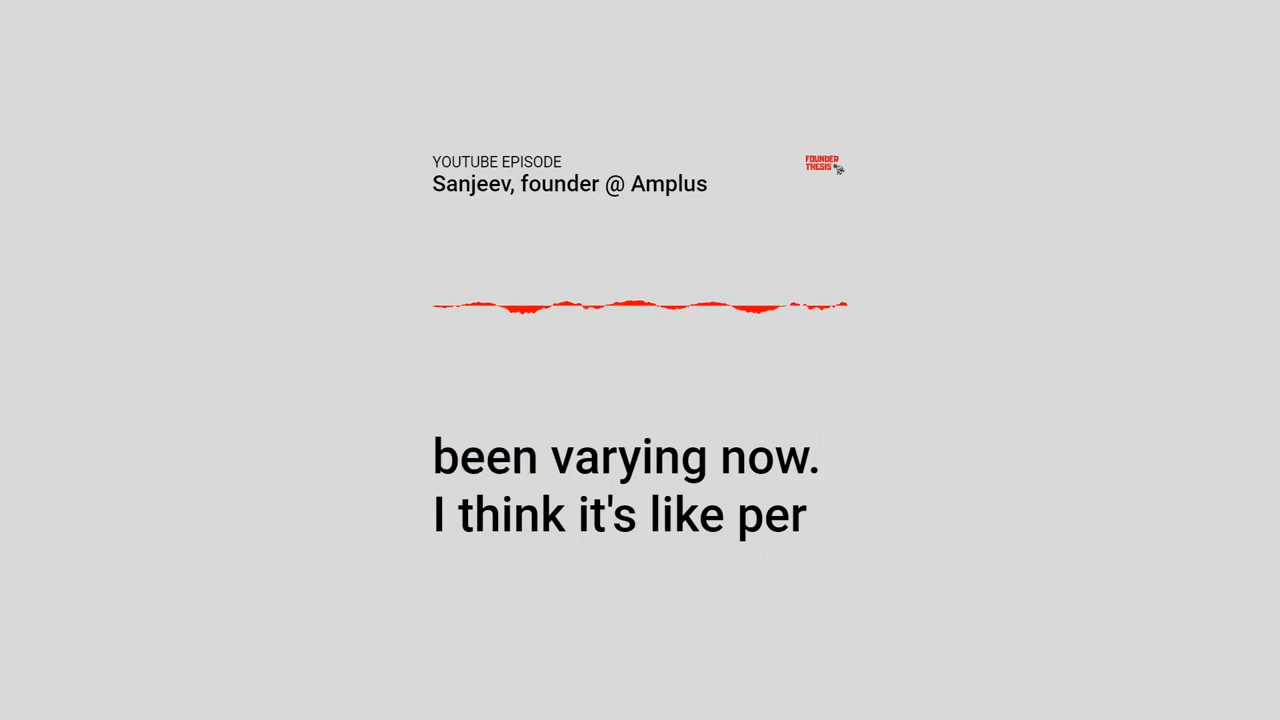 YOUTUBE EPISODE
Sanjeev, founder @ Amplus
FOUNDER
THESIS
been varying now.
I think it's like per